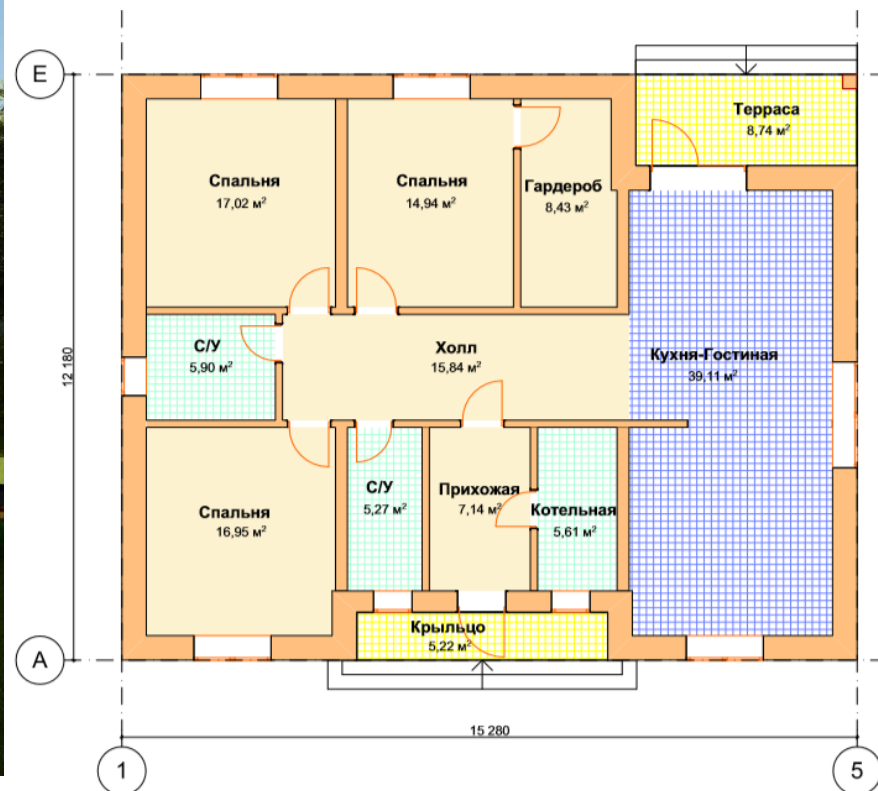 Е
Терраса
8,74 м²
Спальня
17,02 м²
Спальня
14,94 м²
Гардероб
8,43 м²
С/У
5,90 м²
Холл
15,84 м²
Кухня-Гостиная
39,11 м²
12 180
Спальня
16,95 м²
С/У
5,27 м²
Прихожая
7,14 м²
Котельная
5,61 м²
Крыльцо
5,22 м²
А
15 280
1
5